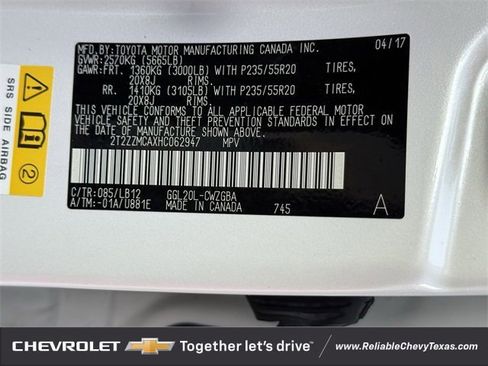 MFD. BY: TOYOTA MOTOR MANUFACTURING CANADA INC. 04/17
GVWR: 2570KG (5665LB)
GAWR: FRT. 1360KG (3000LB) WITH P235/55R20 TIRES,
20X8J RIMS,
RR. 1410KG (3105LB) WITH P235/55R20 TIRES,
20X8J RIMS,
THIS VEHICLE CONFORMS TO ALL APPLICABLE FEDERAL MOTOR
VEHICLE SAFETY, BUMPER, AND THEFT PREVENTION STANDARDS
IN EFFECT ON THE DATE OF MANUFACTURE SHOWN ABOVE.
2T2ZZMCAXHC062947 MPV
C/TR: 085/LB12 GGL20L-CWZGBA
A/TM: -01A/U881E MADE IN CANADA 745 A
SRS SIDE AIRBAG
2
CHEVROLET Together let's drive™ www.ReliableChevyTexas.com